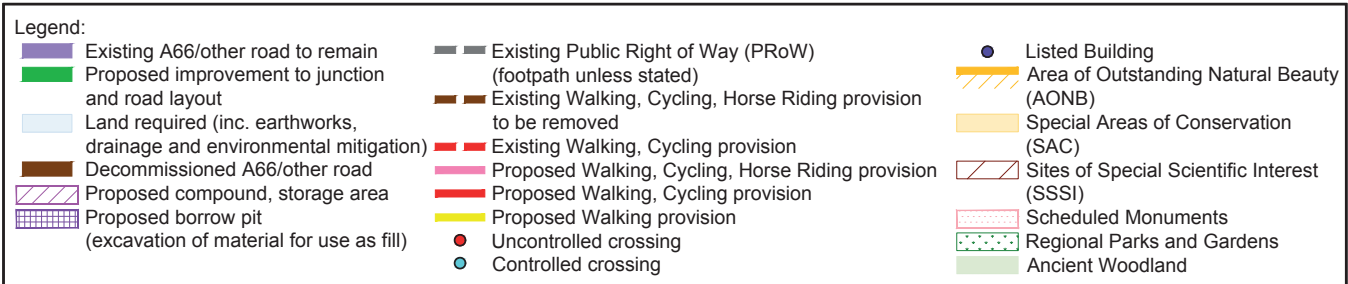 Legend:
Existing A66/other road to remain
Proposed improvement to junction
and road layout
Land required (inc. earthworks,
drainage and environmental mitigation)
Decommissioned A66/other road
Proposed compound, storage area
Proposed borrow pit
(excavation of material for use as fill)
Existing Public Right of Way (PRoW)
(footpath unless stated)
Existing Walking, Cycling, Horse Riding provision
to be removed
Existing Walking, Cycling provision
Proposed Walking, Cycling, Horse Riding provision
Proposed Walking, Cycling provision
Proposed Walking provision
Uncontrolled crossing
Controlled crossing
Listed Building
Area of Outstanding Natural Beauty
(AONB)
Special Areas of Conservation
(SAC)
Sites of Special Scientific Interest
(SSSI)
Scheduled Monuments
Regional Parks and Gardens
Ancient Woodland